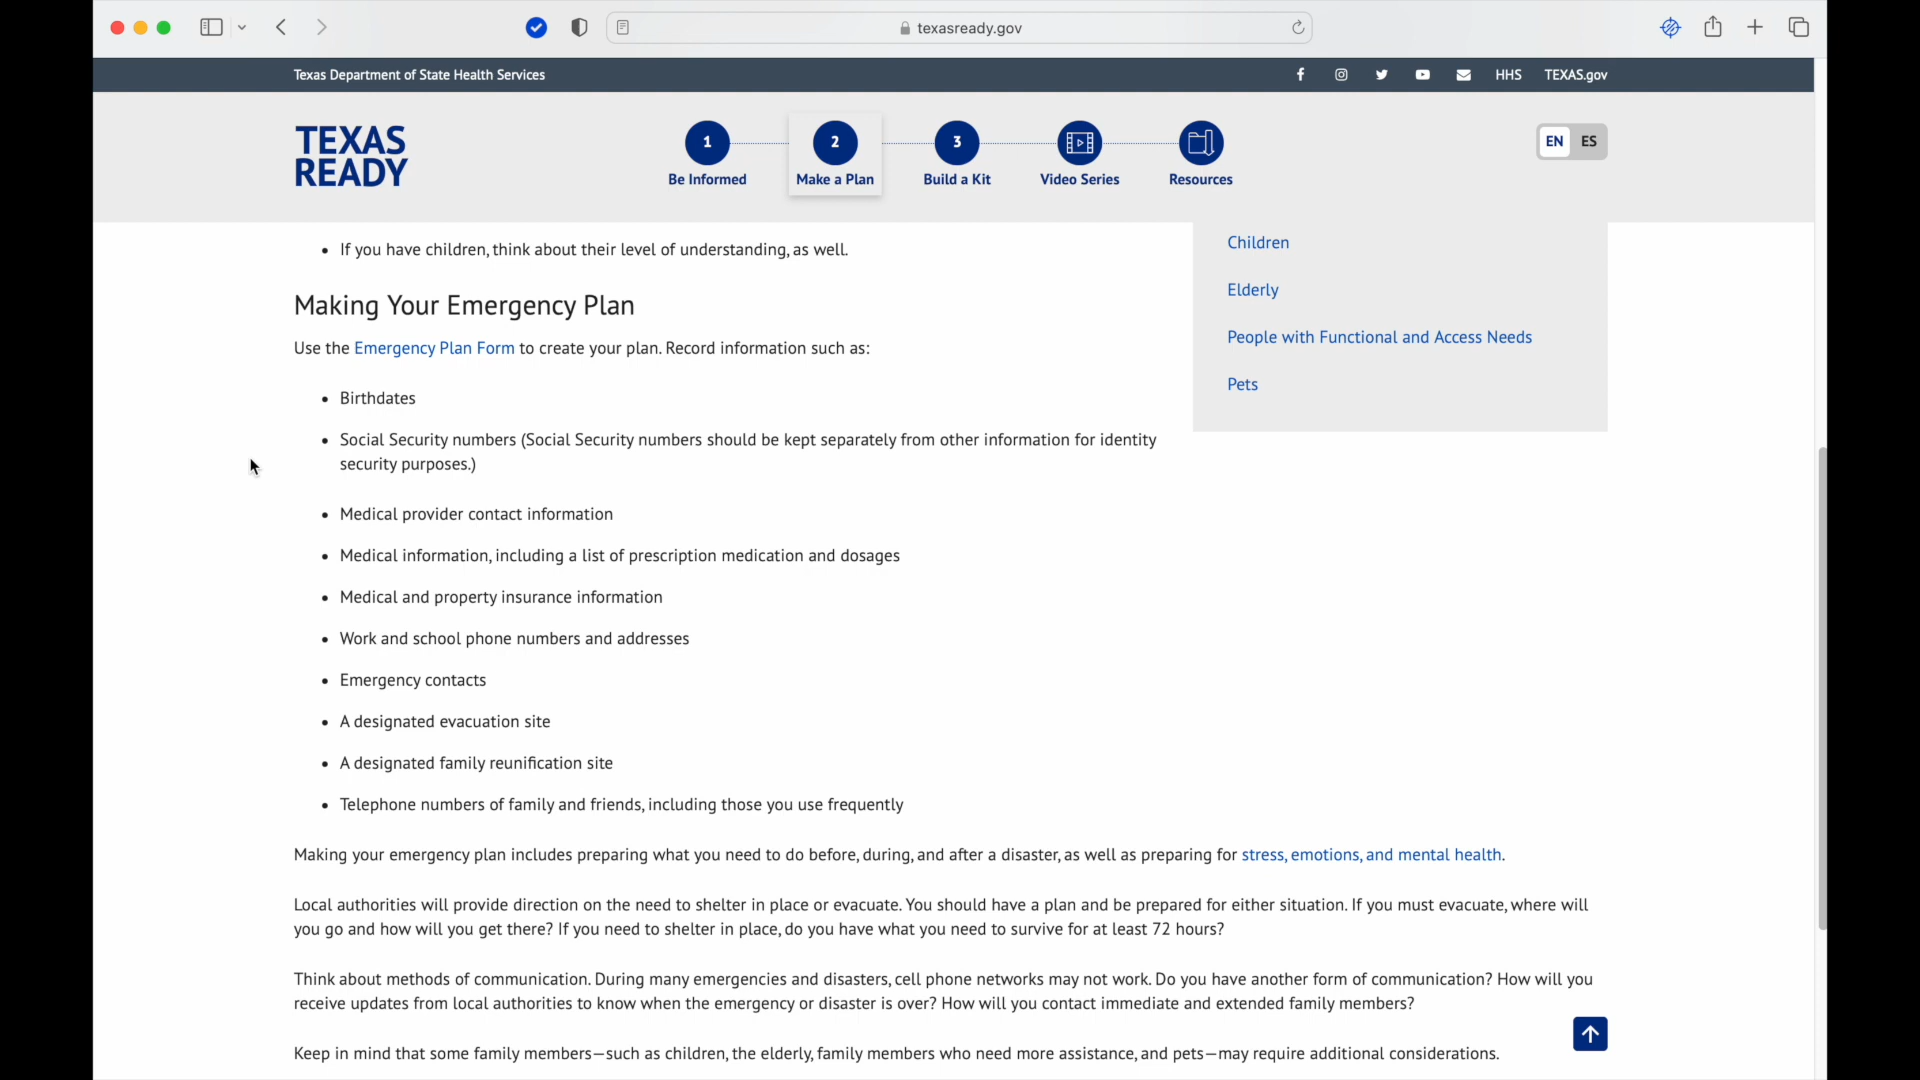 texasready.gov
Texas Department of State Health Services
HHS
TEXAS.gov
TEXAS
READY
1
Be Informed
2
Make a Plan
3
Build a Kit
Video Series
Resources
EN ES
Children
Elderly
People with Functional and Access Needs
Pets
• If you have children, think about their level of understanding, as well.
Making Your Emergency Plan
Use the Emergency Plan Form to create your plan. Record information such as:
• Birthdates
• Social Security numbers (Social Security numbers should be kept separately from other information for identity
security purposes.)
• Medical provider contact information
• Medical information, including a list of prescription medication and dosages
• Medical and property insurance information
• Work and school phone numbers and addresses
• Emergency contacts
• A designated evacuation site
• A designated family reunification site
• Telephone numbers of family and friends, including those you use frequently
Making your emergency plan includes preparing what you need to do before, during, and after a disaster, as well as preparing for stress, emotions, and mental health.
Local authorities will provide direction on the need to shelter in place or evacuate. You should have a plan and be prepared for either situation. If you must evacuate, where will
you go and how will you get there? If you need to shelter in place, do you have what you need to survive for at least 72 hours?
Think about methods of communication. During many emergencies and disasters, cell phone networks may not work. Do you have another form of communication? How will you
receive updates from local authorities to know when the emergency or disaster is over? How will you contact immediate and extended family members?
Keep in mind that some family members—such as children, the elderly, family members who need more assistance, and pets—may require additional considerations.